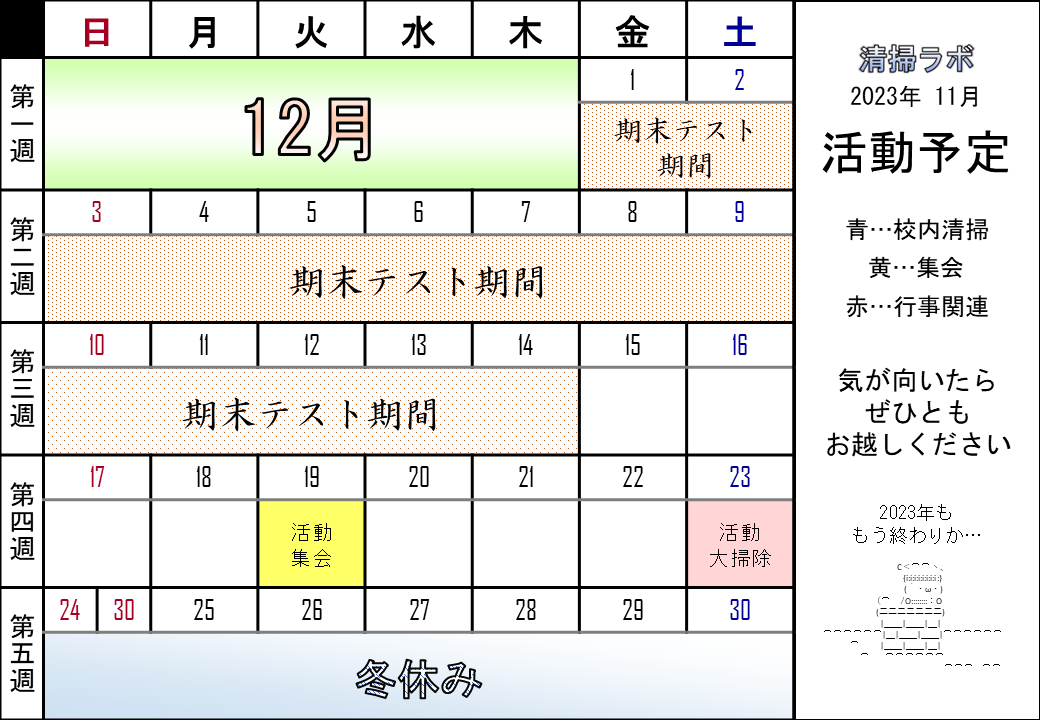 日 月 火 水 木 金 土
第一週
12月
1 2
期末テスト
期間
第二週
3 4 5 6 7 8 9
期末テスト期間
第三週
10 11 12 13 14 15 16
期末テスト期間
第四週
17 18 19 20 21 22 23
活動
集会
活動
大掃除
第五週
24 30 25 26 27 28 29 30
冬休み
清掃ラボ
2023年 11月
活動予定
青…校内清掃
黄…集会
赤…行事関連
気が向いたら
ぜひとも
お越しください
2023年も
もう終わりか…